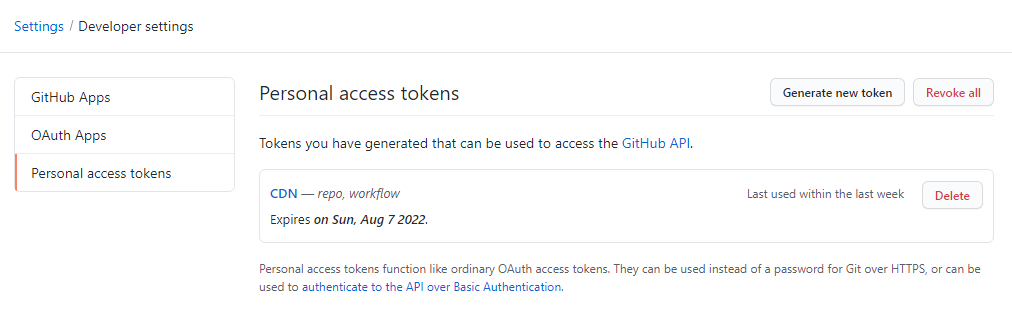 Settings / Developer settings
GitHub Apps
OAuth Apps
Personal access tokens
Personal access tokens
Generate new token
Revoke all
Tokens you have generated that can be used to access the GitHub API.
CDN — repo, workflow
Last used within the last week
Delete
Expires on Sun, Aug 7 2022.
Personal access tokens function like ordinary OAuth access tokens. They can be used instead of a password for Git over HTTPS, or can be
used to authenticate to the API over Basic Authentication.